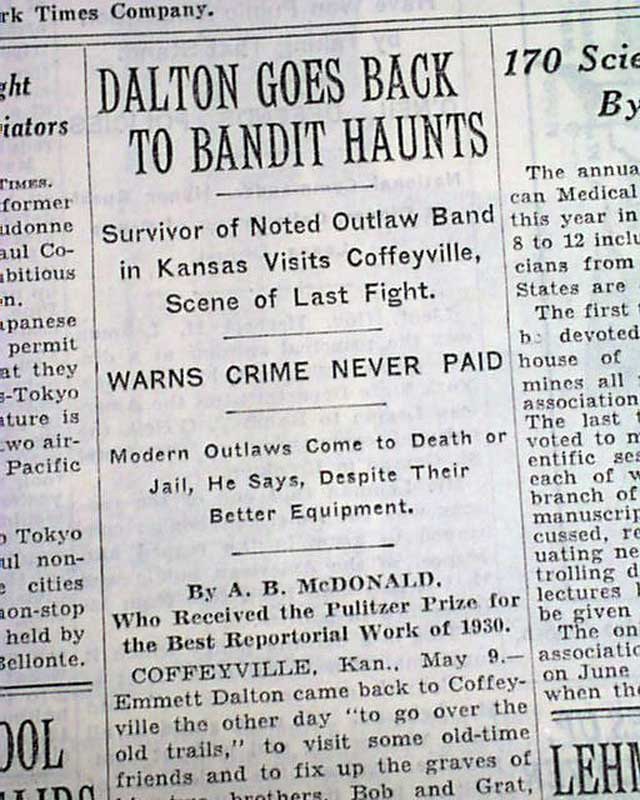 rk Times Company.
ght
iators
TIMES.
former
udonne
aul Co-
bitious
n.
apanese
permit
at they
s-Tokyo
ature is
two air-
Pacific
o Tokyo
ul non-
e cities
non-stop
held by
Bellonte.
OOL
AIDS
DALTON GOES BACK
TO BANDIT HAUNTS
Survivor of Noted Outlaw Band
in Kansas Visits Coffeyville,
Scene of Last Fight.
WARNS CRIME NEVER PAID
Modern Outlaws Come to Death or
Jail, He Says, Despite Their
Better Equipment.
By A. B. McDONALD.
Who Received the Pulitzer Prize for
the Best Reportorial Work of 1930.
COFFEYVILLE, Kan., May 9.—
Emmett Dalton came back to Coffey-
ville the other day "to go over the
old trails," to visit some old-time
friends and to fix up the graves of
brothers, Bob and Grat,
170 Scie
By
The annua
can Medical
this year in
8 to 12 inclu
cians from
States are
The first
be devoted
house of
mines all
association
The last t
voted to m
entific ses
each of w
branch of
manuscrip
cussed, re
uating ne
trolling d
lectures
be given
The on
associatio
on June
when the
LEHM